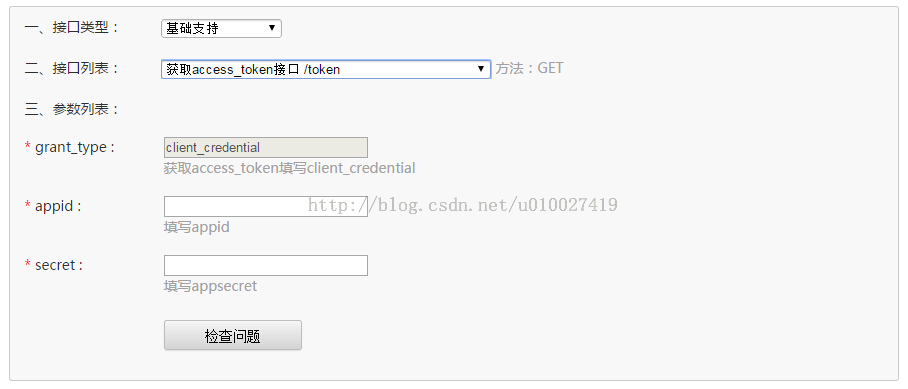 一、接口类型： 基础支持
二、接口列表： 获取access_token接口 /token 方法：GET
三、参数列表：
* grant_type : client_credential
获取access_token填写client_credential
* appid : http://blog.csdn.net/u010027419
填写appid
* secret :
填写appsecret
检查问题